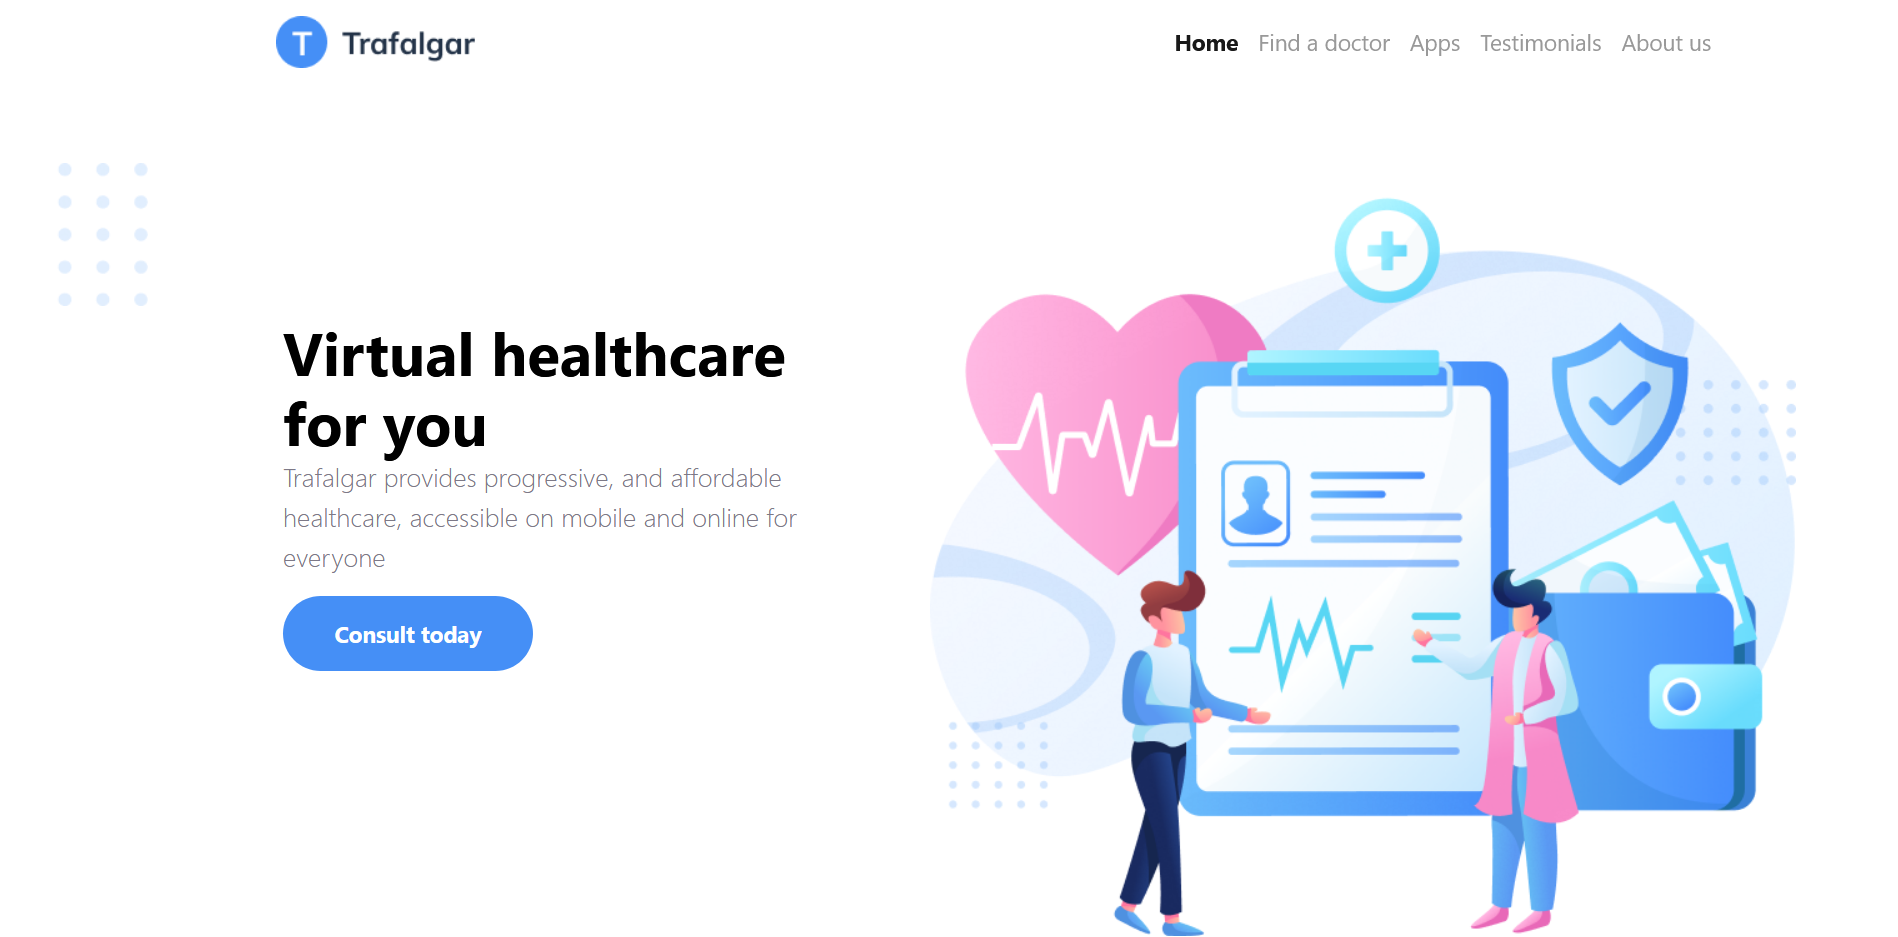 T Trafalgar
Home Find a doctor Apps Testimonials About us
Virtual healthcare
for you
Trafalgar provides progressive, and affordable
healthcare, accessible on mobile and online for
everyone
Consult today